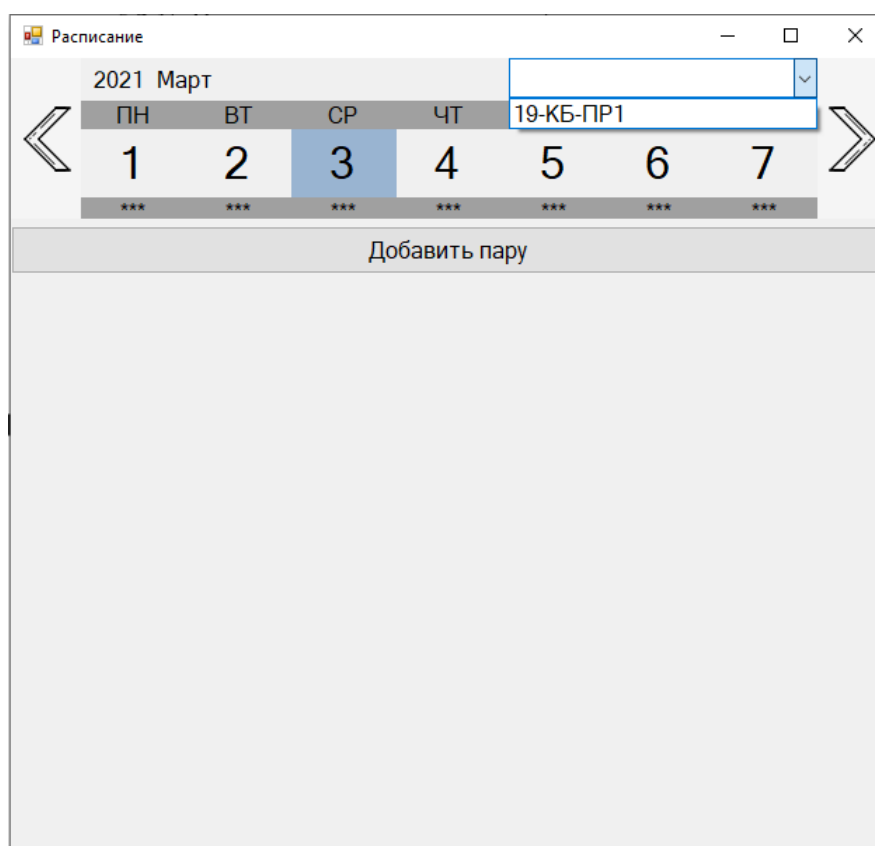 Расписание
2021 Март
ПН ВТ СР ЧТ 19-КБ-ПР1
1 2 3 4 5 6 7
*** *** *** *** *** *** ***
Добавить пару